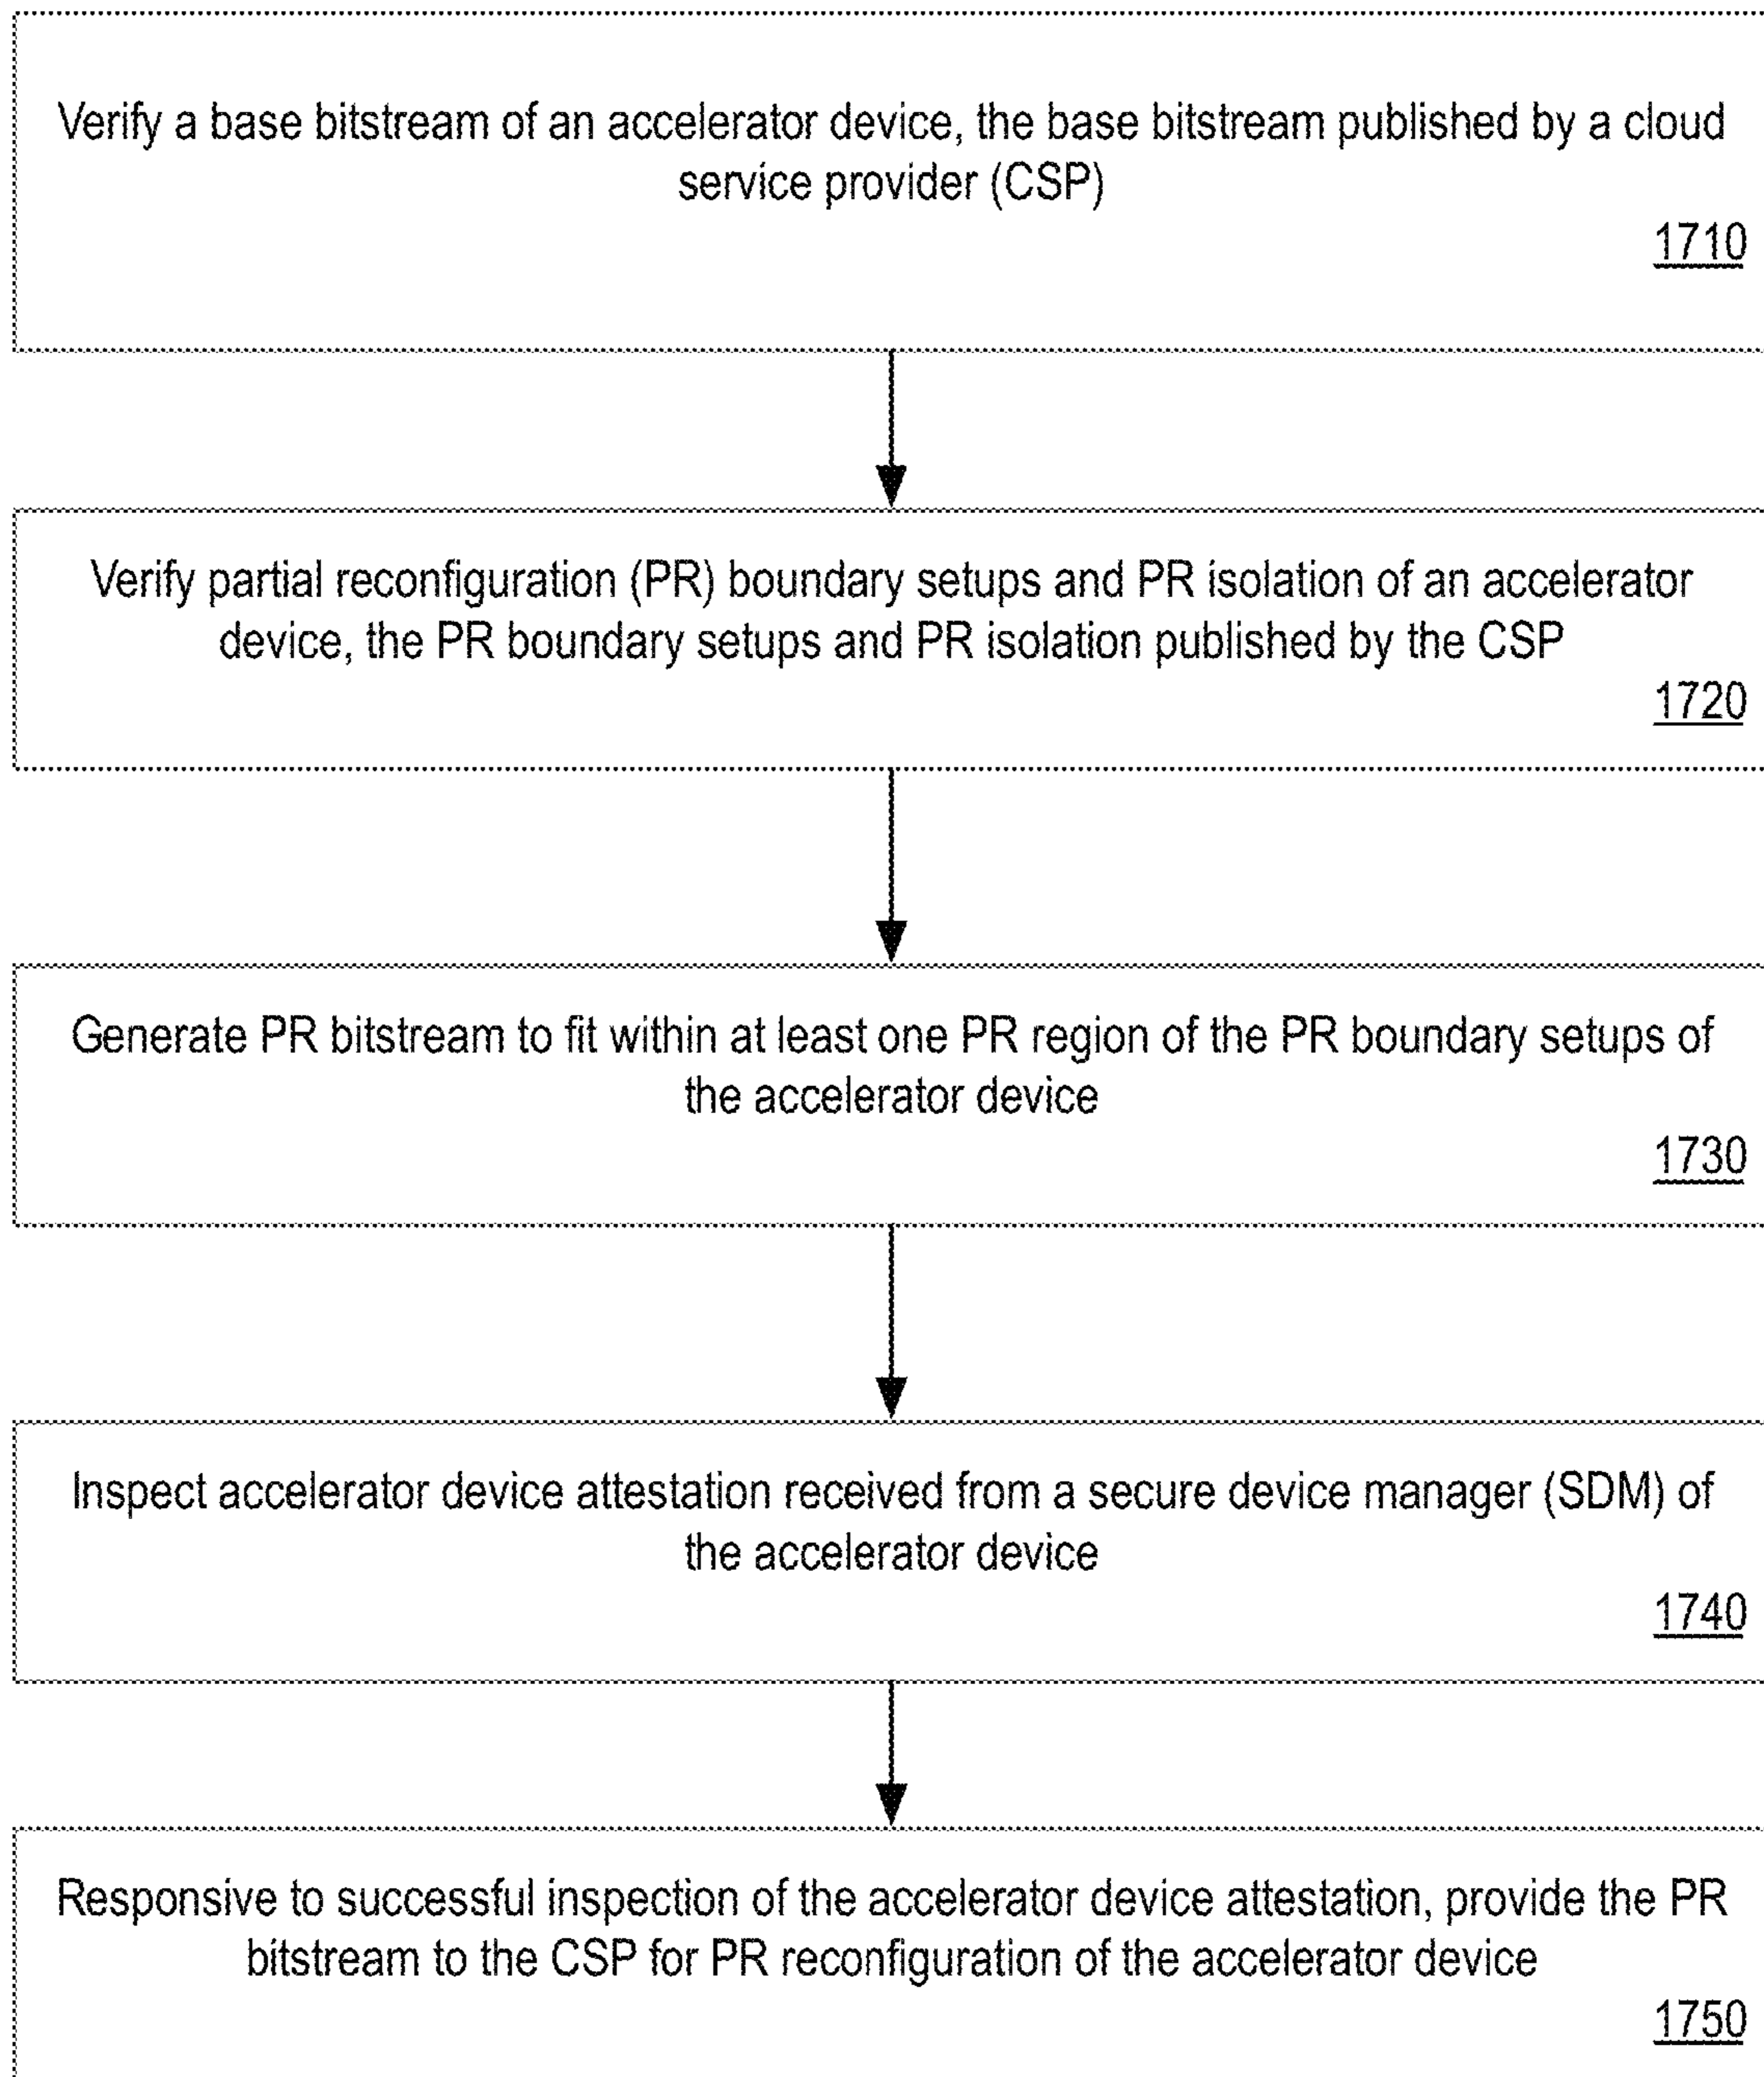 Verify a base bitstream of an accelerator device, the base bitstream published by a cloud
service provider (CSP)
1710
Verify partial reconfiguration (PR) boundary setups and PR isolation of an accelerator
device, the PR boundary setups and PR isolation published by the CSP
1720
Generate PR bitstream to fit within at least one PR region of the PR boundary setups of
the accelerator device
1730
Inspect accelerator device attestation received from a secure device manager (SDM) of
the accelerator device
1740
Responsive to successful inspection of the accelerator device attestation, provide the PR
bitstream to the CSP for PR reconfiguration of the accelerator device
1750